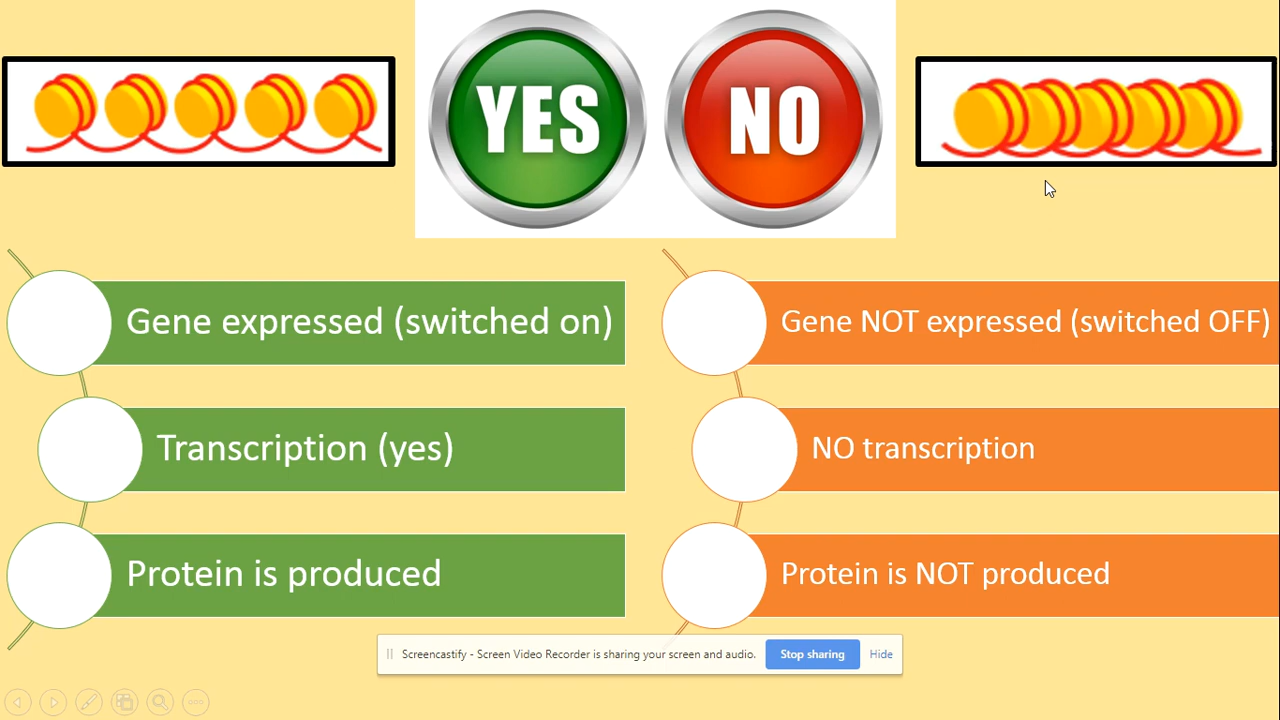 YES
NO
Gene expressed (switched on)
Transcription (yes)
Protein is produced
Gene NOT expressed (switched OFF)
NO transcription
Protein is NOT produced
Screencastify - Screen Video Recorder is sharing your screen and audio.
Stop sharing
Hide